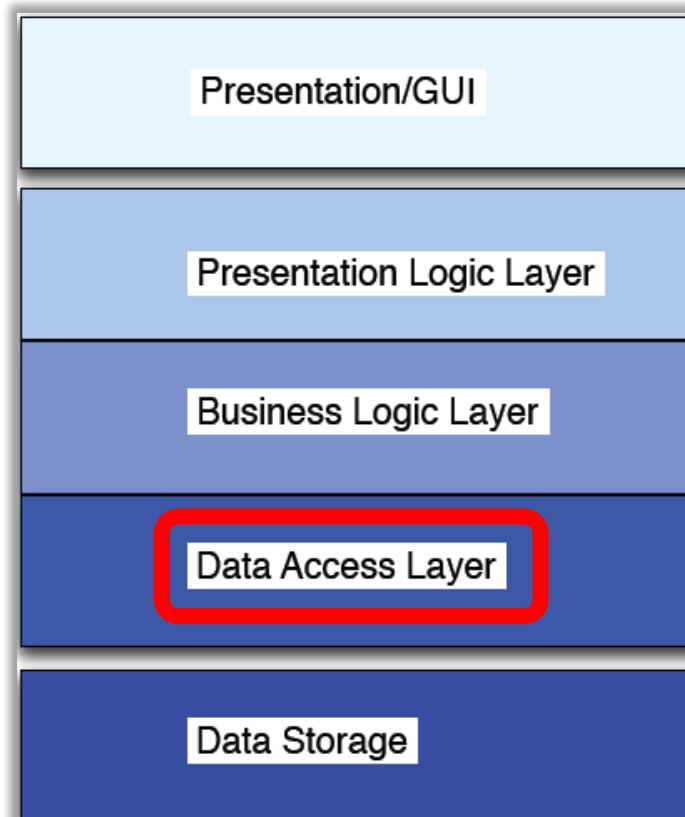 Presentation/GUI
Presentation Logic Layer
Business Logic Layer
Data Access Layer
Data Storage